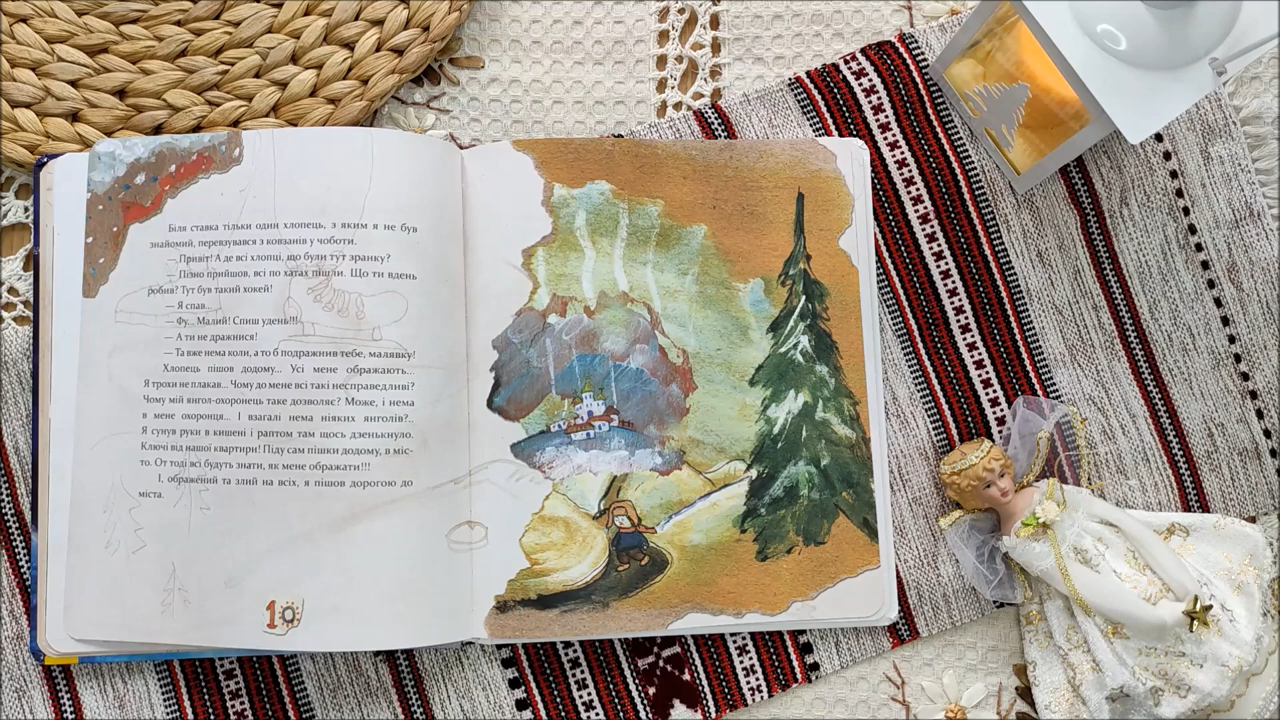 Біля ставка тільки один хлопець, з яким я не був
знайомий, перевзувався з ковзанів у чоботи.
— Привіт! А де всі хлопці, що були тут зранку?
— Пізно прийшов, всі по хатах пішли. Що ти вдень
робив? Тут був такий хокей!
— Я спав...
— Фу... Малий! Спиш удень!!!
— А ти не дражнися!
— Та вже нема коли, а то б подражнив тебе, малявку!
Хлопець пішов додому... Усі мене ображають...
Я трохи не плакав... Чому до мене всі такі несправедливі?
Чому мій янгол-охоронець таке дозволяє? Може, і нема
в мене охоронця... І взагалі нема ніяких янголів?..
Я сунув руки в кишені і раптом там щось дзенькнуло.
Ключі від нашої квартири! Піду сам пішки додому, в міс-
то. От тоді всі будуть знати, як мене ображати!!!
І, ображений та злий на всіх, я пішов дорогою до
міста.
10